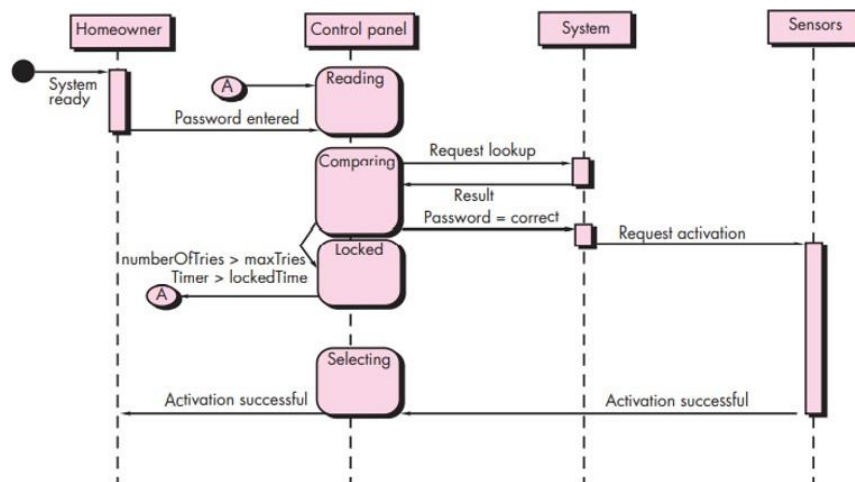 Homeowner
Control panel
System
Sensors
System
ready
A
Reading
Password entered
Comparing
Request lookup
Result
Password = correct
Request activation
numberOfTries > maxTries
Locked
Timer > lockedTime
A
Selecting
Activation successful
Activation successful